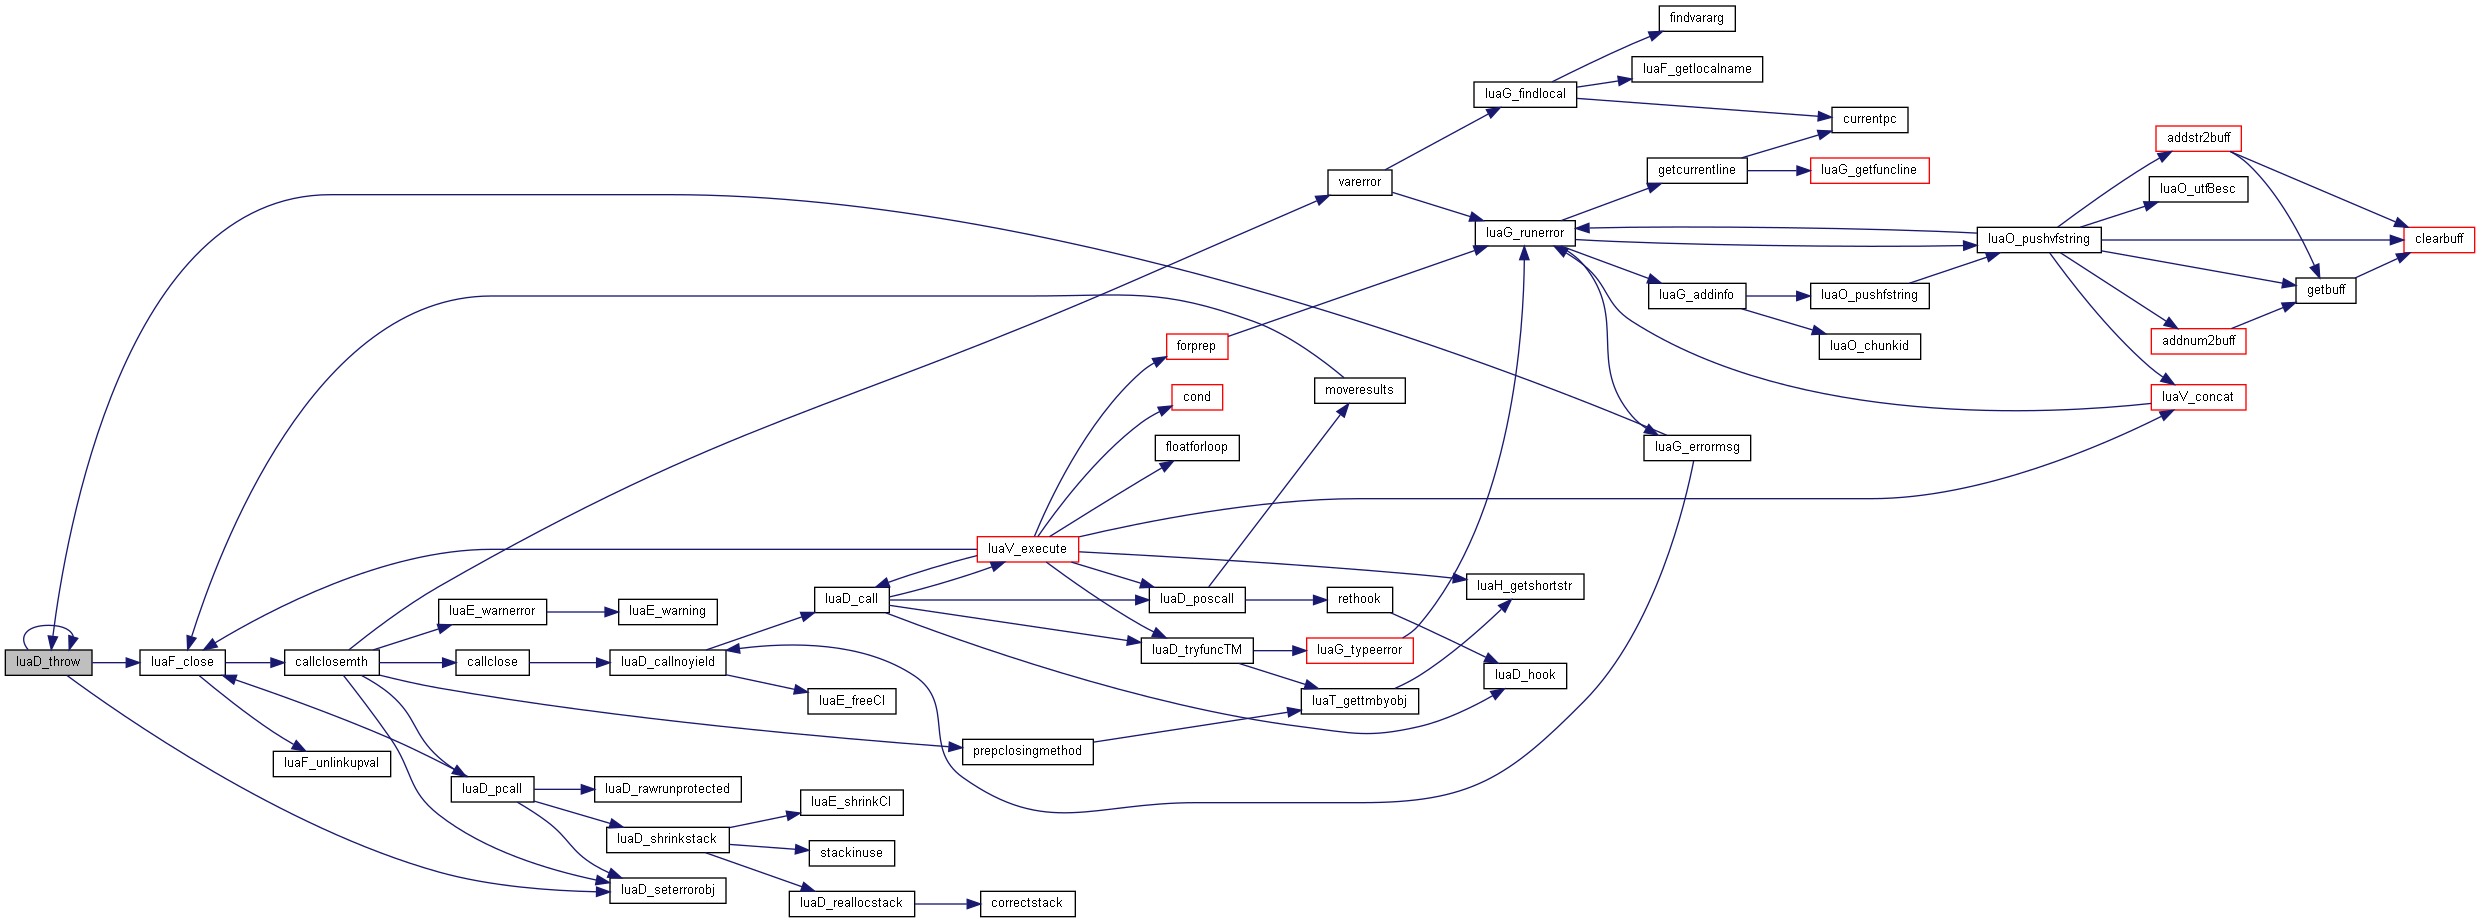 findvararg
luaF_getlocalname
luaG_findlocal
currentpc
addstr2buff
getcurrentline
luaG_getfuncline
varerror
luaO_utf8esc
luaG_runerror
luaO_pushvfstring
clearbuff
getbuff
luaG_addinfo
luaO_pushfstring
addnum2buff
forprep
luaO_chunkid
moveresults
cond
luaV_concat
floatforloop
luaG_errormsg
luaV_execute
luaH_getshortstr
luaD_call
luaD_poscall
rethook
luaE_warnerror
luaE_warning
luaD_tryfuncTM
luaG_typeerror
luaD_throw
luaF_close
callclosemth
callclose
luaD_callnoyield
luaD_hook
luaE_freeCI
luaT_gettmbyobj
prepclosingmethod
luaF_unlinkupval
luaD_pcall
luaD_rawrunprotected
luaE_shrinkCI
luaD_shrinkstack
stackinuse
luaD_seterrorobj
luaD_reallocstack
correctstack